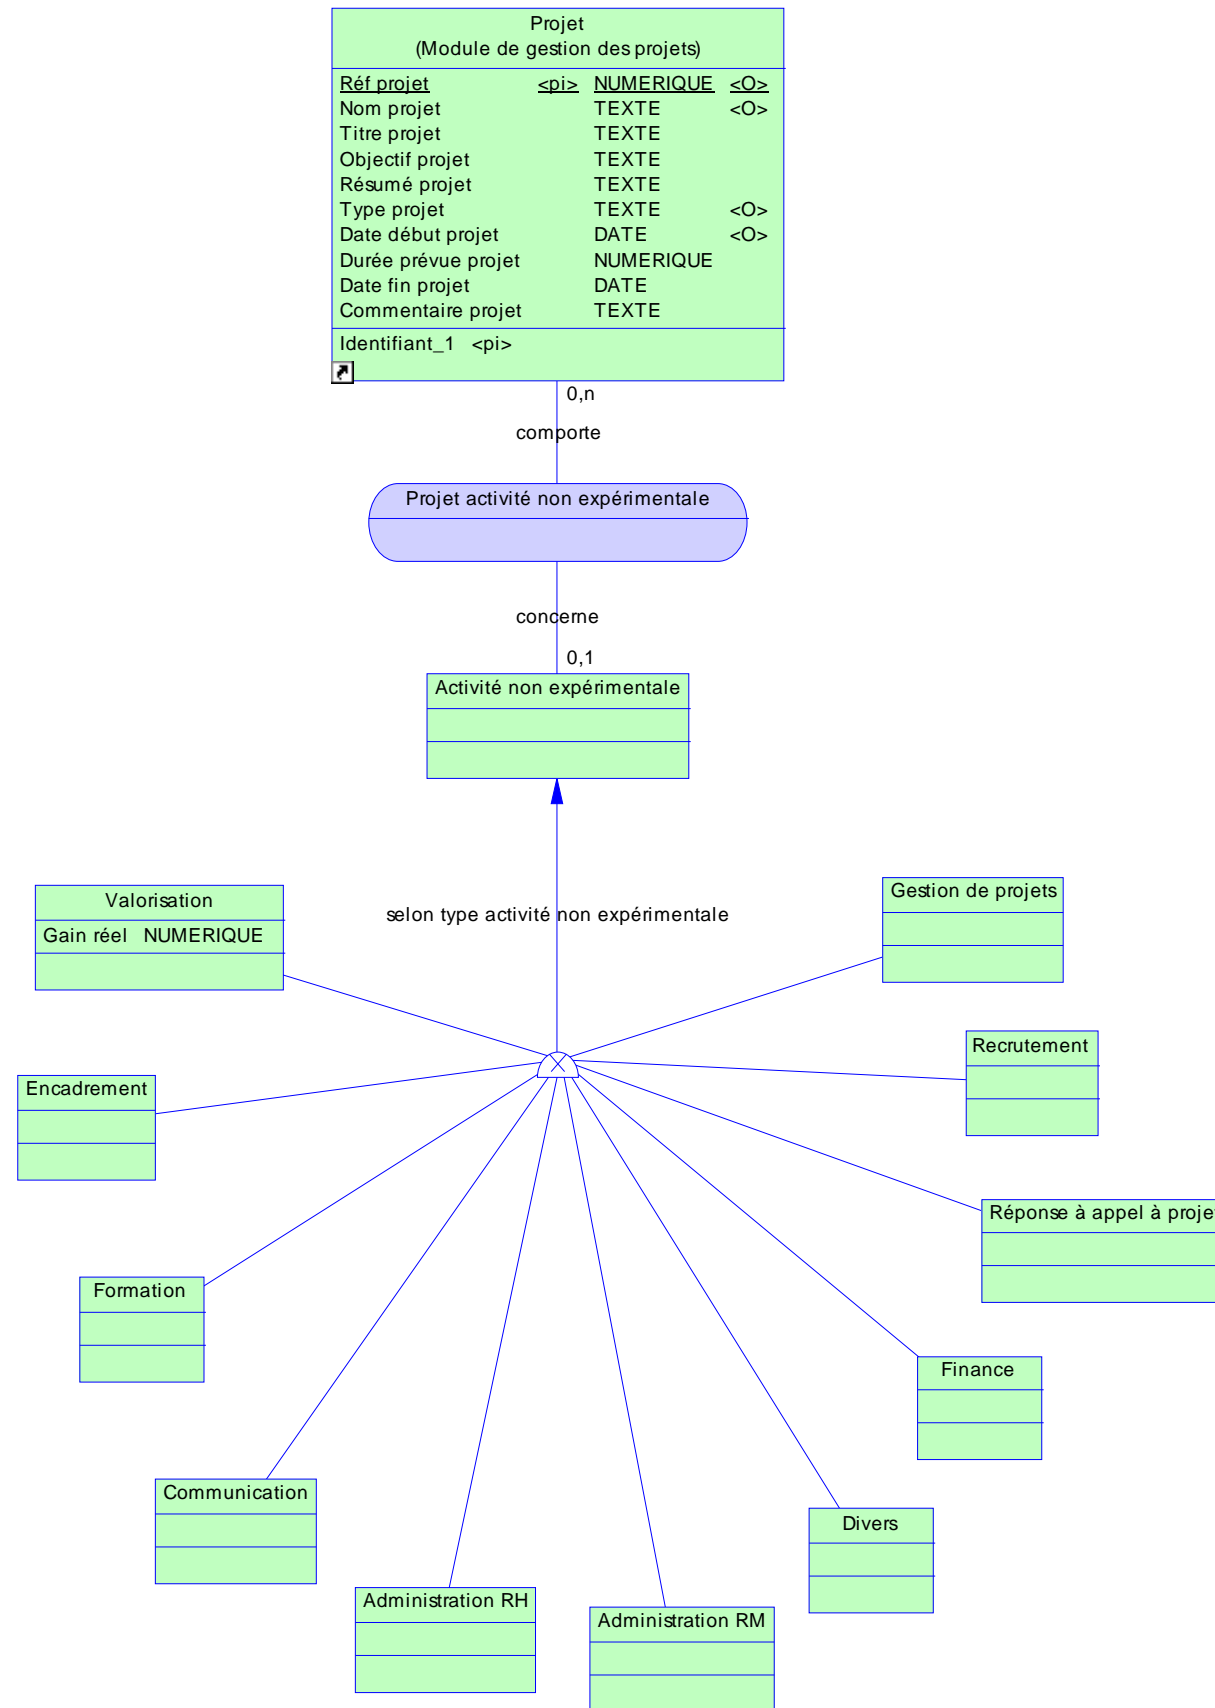 Projet
(Module de gestion des projets)
Réf projet <pi> NUMERIQUE <O>
Nom projet TEXTE <O>
Titre projet TEXTE
Objectif projet TEXTE
Résumé projet TEXTE
Type projet TEXTE <O>
Date début projet DATE <O>
Durée prévue projet NUMERIQUE
Date fin projet DATE
Commentaire projet TEXTE
Identifiant_1 <pi>
0,n
comporte
Projet activité non expérimentale
concerne
0,1
Activité non expérimentale
selon type activité non expérimentale
Valorisation
Gain réel NUMERIQUE
Gestion de projets
Recrutement
Encadrement
Réponse à appel à proje
Formation
Finance
Communication
Divers
Administration RH
Administration RM